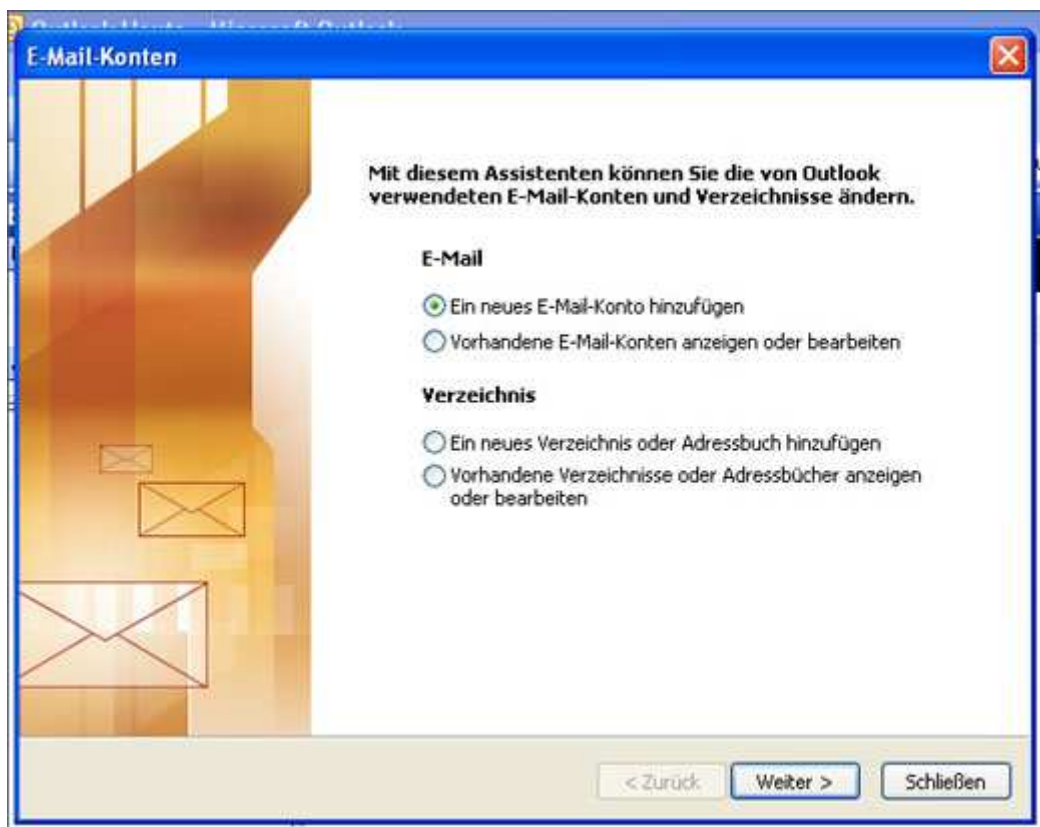 E-Mail-Konten
Mit diesem Assistenten können Sie die von Outlook
verwendeten E-Mail-Konten und Verzeichnisse ändern.
E-Mail
Ein neues E-Mail-Konto hinzufügen
Vorhandene E-Mail-Konten anzeigen oder bearbeiten
Verzeichnis
Ein neues Verzeichnis oder Adressbuch hinzufügen
Vorhandene Verzeichnisse oder Adressbücher anzeigen
oder bearbeiten
< Zurück Weiter > Schließen